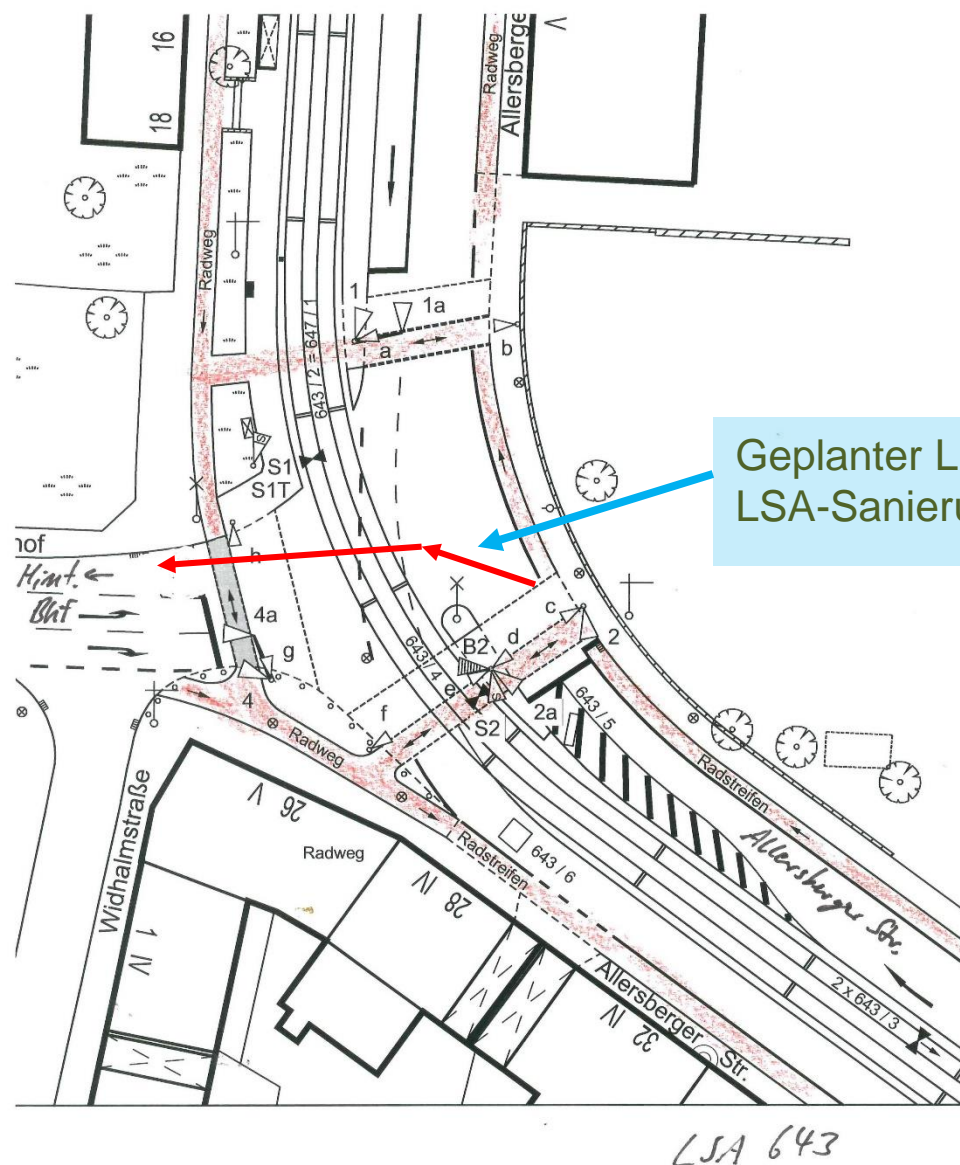 16
18
Radweg
Radweg
Allersberge
V
Radweg
1
1a
a
b
643 / 2 = 647 / 1
S
S1
S1T
Geplanter L
LSA-Sanieru
hof
Hint. ←
Bhf
h
4a
g
4
643 / 4
B2
c
d
e
f
S
S2
2
2a
643 / 5
Radweg
Radstreifen
Widhalmstraße
26 V
Radweg
1 IV
28 IV
Radstreifen
643 / 6
Allersberger Str.
Allersberger Str.
32 IV
2 x 643 / 3
LSA 643